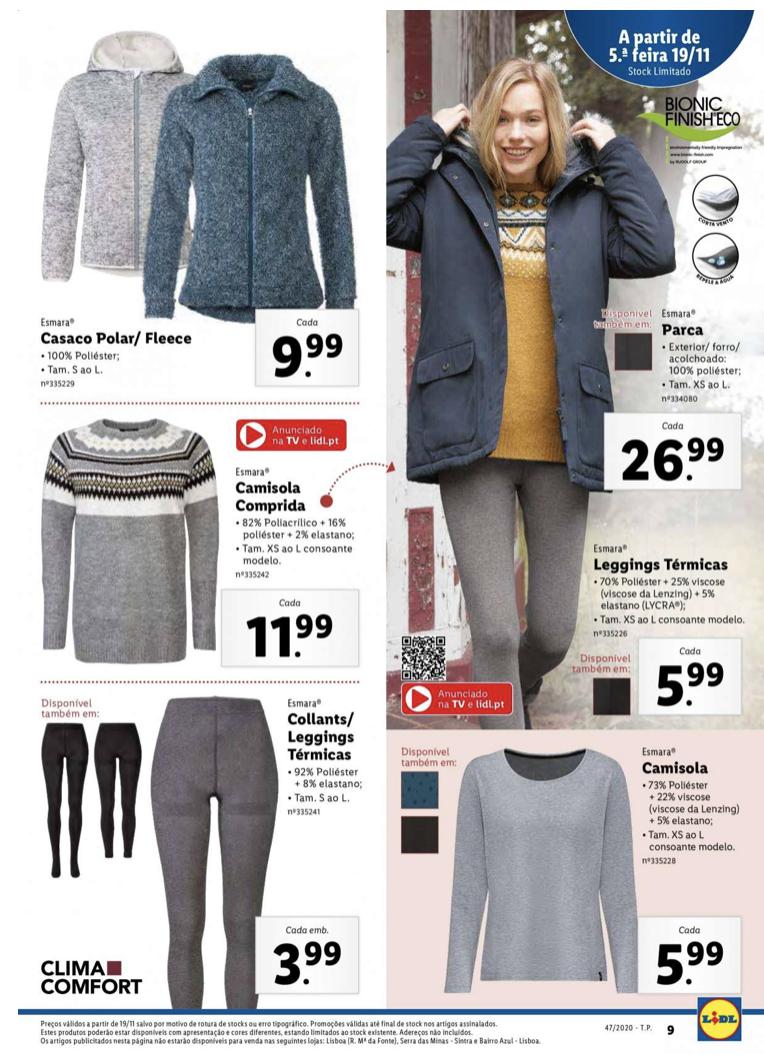 Esmara®
Casaco Polar/ Fleece
• 100% Poliéster;
• Tam. S ao L.
nº335229
Cada
9.99
Anunciado
na TV e lidl.pt
Esmara®
Camisola
Comprida
• 82% Poliacrílico + 16%
poliéster + 2% elastano;
• Tam. XS ao L consoante
modelo.
nº335242
Cada
11.99
Disponível
também em:
Esmara®
Collants/
Leggings
Térmicas
• 92% Poliéster
+ 8% elastano;
• Tam. S ao L.
nº335241
Cada emb.
3.99
CLIMA
COMFORT
A partir de
5.ª feira 19/11
Stock Limitado
BIONIC
FINISH®ECO
environmentally friendly impregnation
www.bionic-finish.com
by RUDOLF GROUP
CORTA VENTO
REPELE A ÁGUA
Disponível
também em:
Esmara®
Parca
• Exterior/ forro/
acolchoado:
100% poliéster;
• Tam. XS ao L.
nº334080
Cada
26.99
Esmara®
Leggings Térmicas
• 70% Poliéster + 25% viscose
(viscose da Lenzing) + 5%
elastano (LYCRA®);
• Tam. XS ao L consoante modelo.
nº335226
Disponível
também em:
Cada
5.99
Anunciado
na TV e lidl.pt
Disponível
também em:
Esmara®
Camisola
• 73% Poliéster
+ 22% viscose
(viscose da Lenzing)
+ 5% elastano;
• Tam. XS ao L
consoante modelo.
nº335228
Cada
5.99
Preços válidos a partir de 19/11 salvo por motivo de rotura de stocks ou erro tipográfico. Promoções válidas até final de stock nos artigos assinalados.
Estes produtos poderão estar disponíveis com apresentação e cores diferentes, estando limitados ao stock existente. Adereços não incluídos.
Os artigos publicitados nesta página não estarão disponíveis para venda nas seguintes lojas: Lisboa (R. Mª da Fonte), Serra das Minas - Sintra e Bairro Azul - Lisboa.
47/2020 - T.P.
9
LIDL